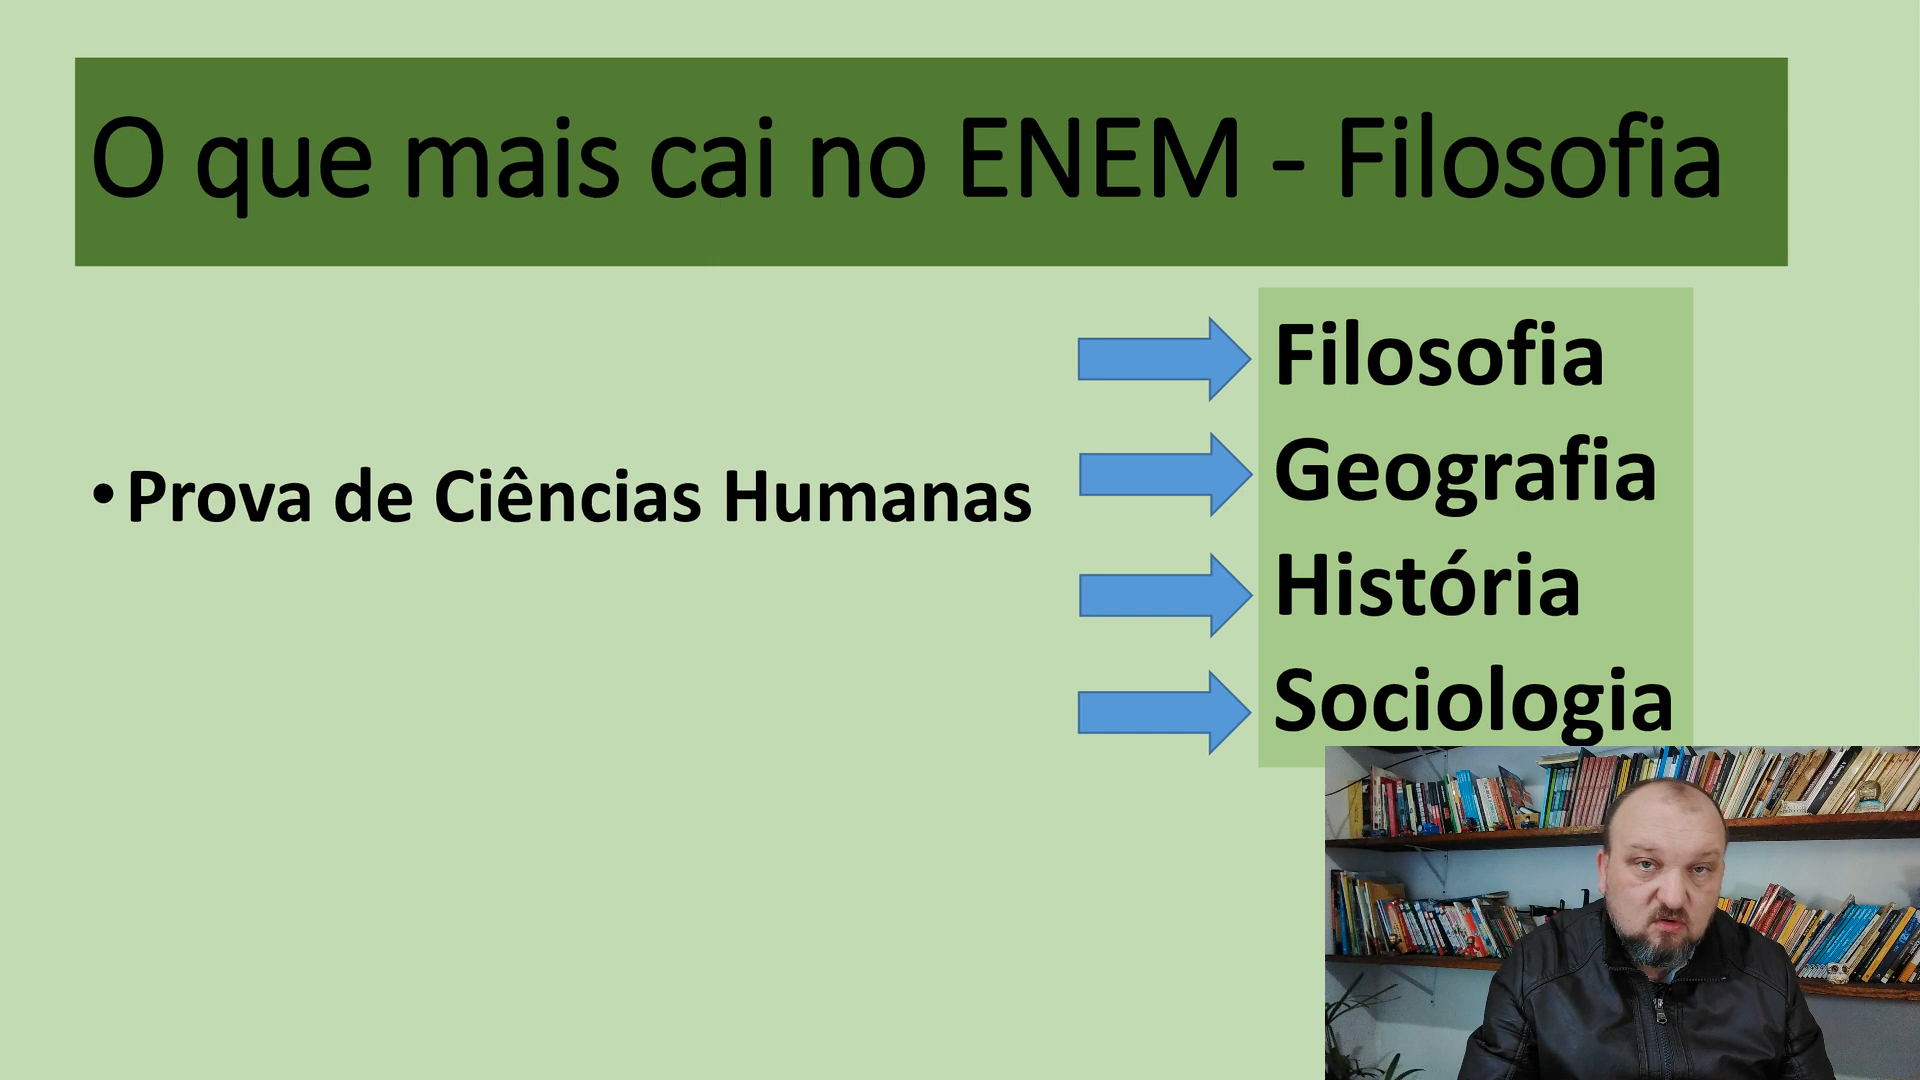 O que mais cai no ENEM - Filosofia
• Prova de Ciências Humanas
Filosofia
Geografia
História
Sociologia